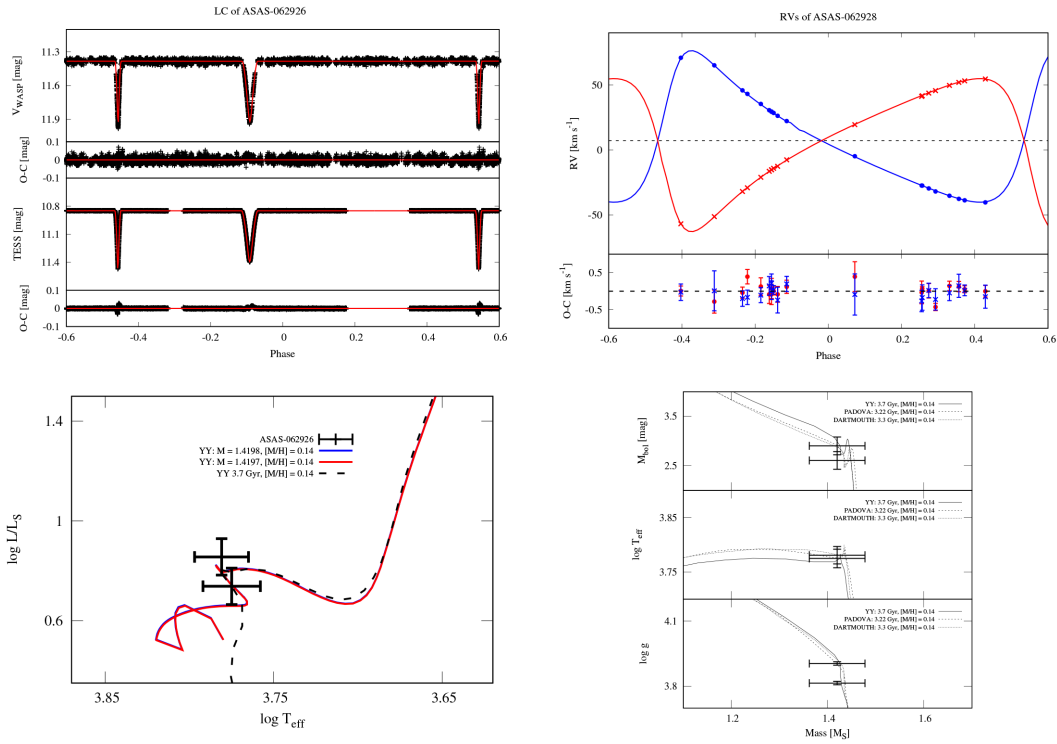 LC of ASAS-062926
V_WASP [mag]
11.3
11.6
11.9
O-C [mag]
0.1
0
-0.1
TESS [mag]
10.8
11.4
O-C [mag]
0.1
0
-0.1
-0.6 -0.4 -0.2 0 0.2 0.4 0.6
Phase
RVs of ASAS-062928
RV [km s⁻¹]
50
0
-50
O-C [km s⁻¹]
0.5
-0.5
-0.6 -0.4 -0.2 0 0.2 0.4 0.6
Phase
log L/L_S
1.4
1
0.6
ASAS-062926
YY: M = 1.4198, [M/H] = 0.14
YY: M = 1.4197, [M/H] = 0.14
YY 3.7 Gyr, [M/H] = 0.14
3.85 3.75 3.65
log T_eff
M_bol [mag]
3.5
2.5
YY: 3.7 Gyr, [M/H] = 0.14
PADOVA: 3.22 Gyr, [M/H] = 0.14
DARTMOUTH: 3.3 Gyr, [M/H] = 0.14
log T_eff
3.85
3.75
YY: 3.7 Gyr, [M/H] = 0.14
PADOVA: 3.22 Gyr, [M/H] = 0.14
DARTMOUTH: 3.3 Gyr, [M/H] = 0.14
log g
4.1
3.8
YY: 3.7 Gyr, [M/H] = 0.14
PADOVA: 3.22 Gyr, [M/H] = 0.14
DARTMOUTH: 3.3 Gyr, [M/H] = 0.14
1.2 1.4 1.6
Mass [M_S]